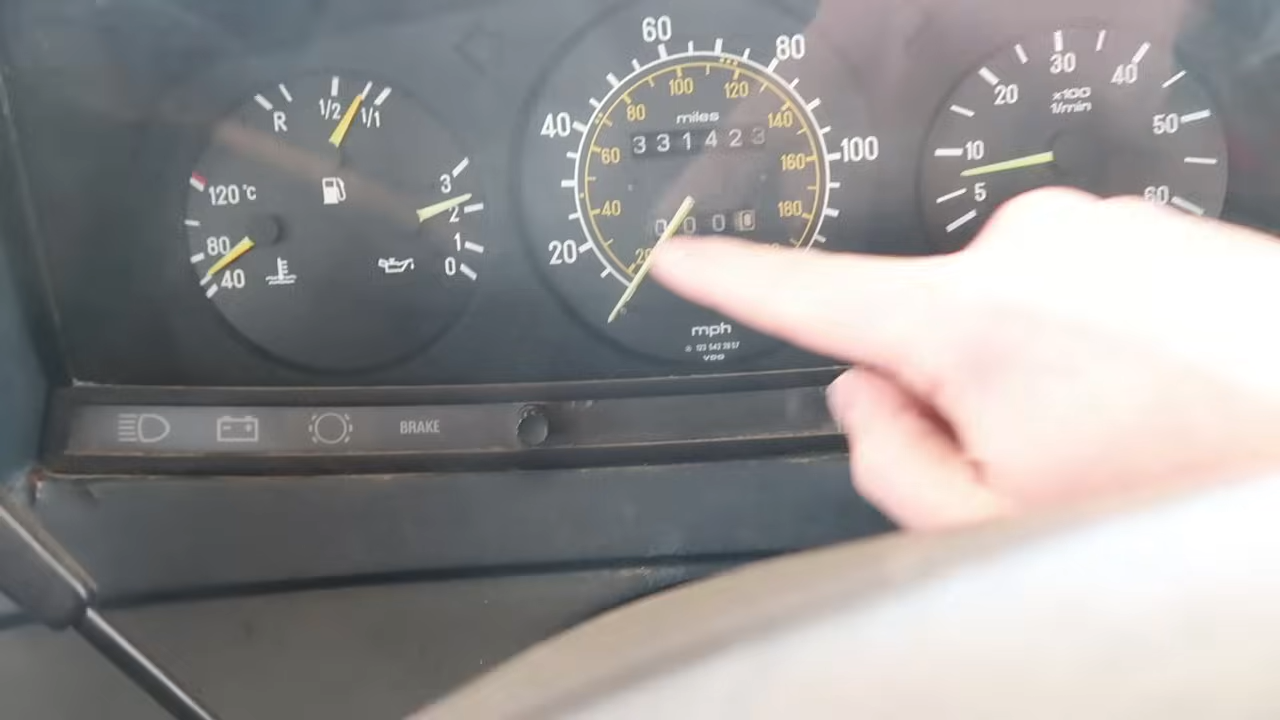 R 1/2 1/1
120 °C
80
40
3
2
1
0
20 40 60 80 100
20 40 60 80 100 120 140 160 180
miles
331423
0 0 0 8
mph
VDO
5 10 20 30 40 50 60
x100
1/min
BRAKE